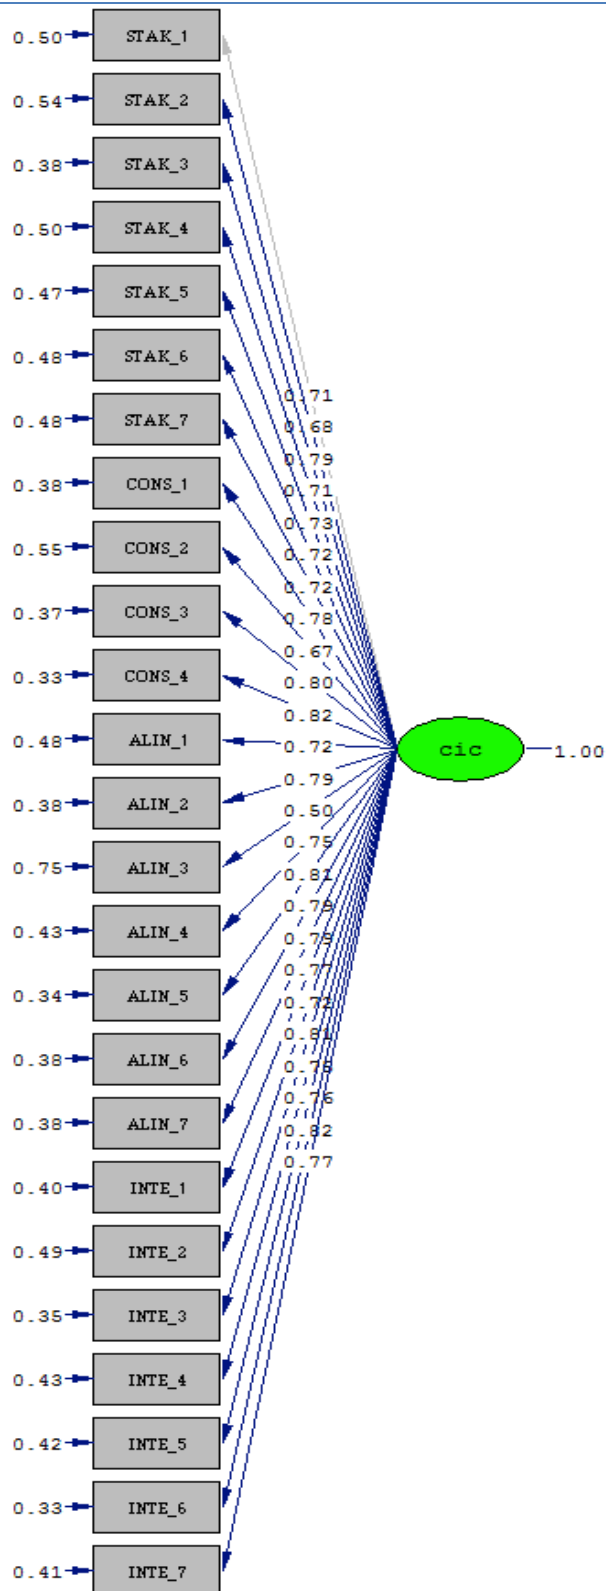 0.50 STAK_1
0.54 STAK_2
0.38 STAK_3
0.50 STAK_4
0.47 STAK_5
0.48 STAK_6
0.71
0.48 STAK_7
0.68
0.79
0.38 CONS_1
0.71
0.73
0.55 CONS_2
0.72
0.72
0.37 CONS_3
0.78
0.67
0.33 CONS_4
0.80
0.82
0.48 ALIN_1 0.72 cic 1.00
0.79
0.38 ALIN_2
0.50
0.75
0.75 ALIN_3
0.81
0.79
0.43 ALIN_4
0.79
0.77
0.34 ALIN_5
0.72
0.81
0.38 ALIN_6
0.75
0.76
0.38 ALIN_7
0.82
0.77
0.40 INTE_1
0.49 INTE_2
0.35 INTE_3
0.43 INTE_4
0.42 INTE_5
0.33 INTE_6
0.41 INTE_7